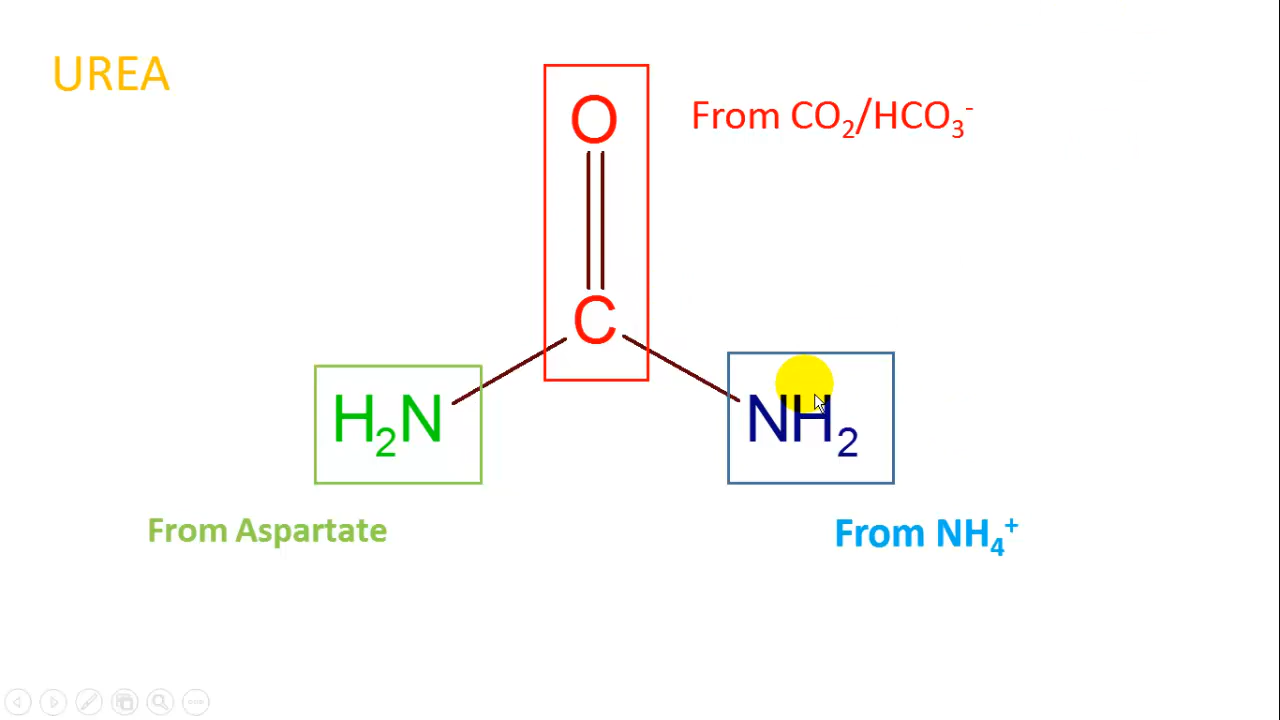 UREA
O
From CO₂/HCO₃⁻
C
H₂N
NH₂
From Aspartate
From NH₄⁺